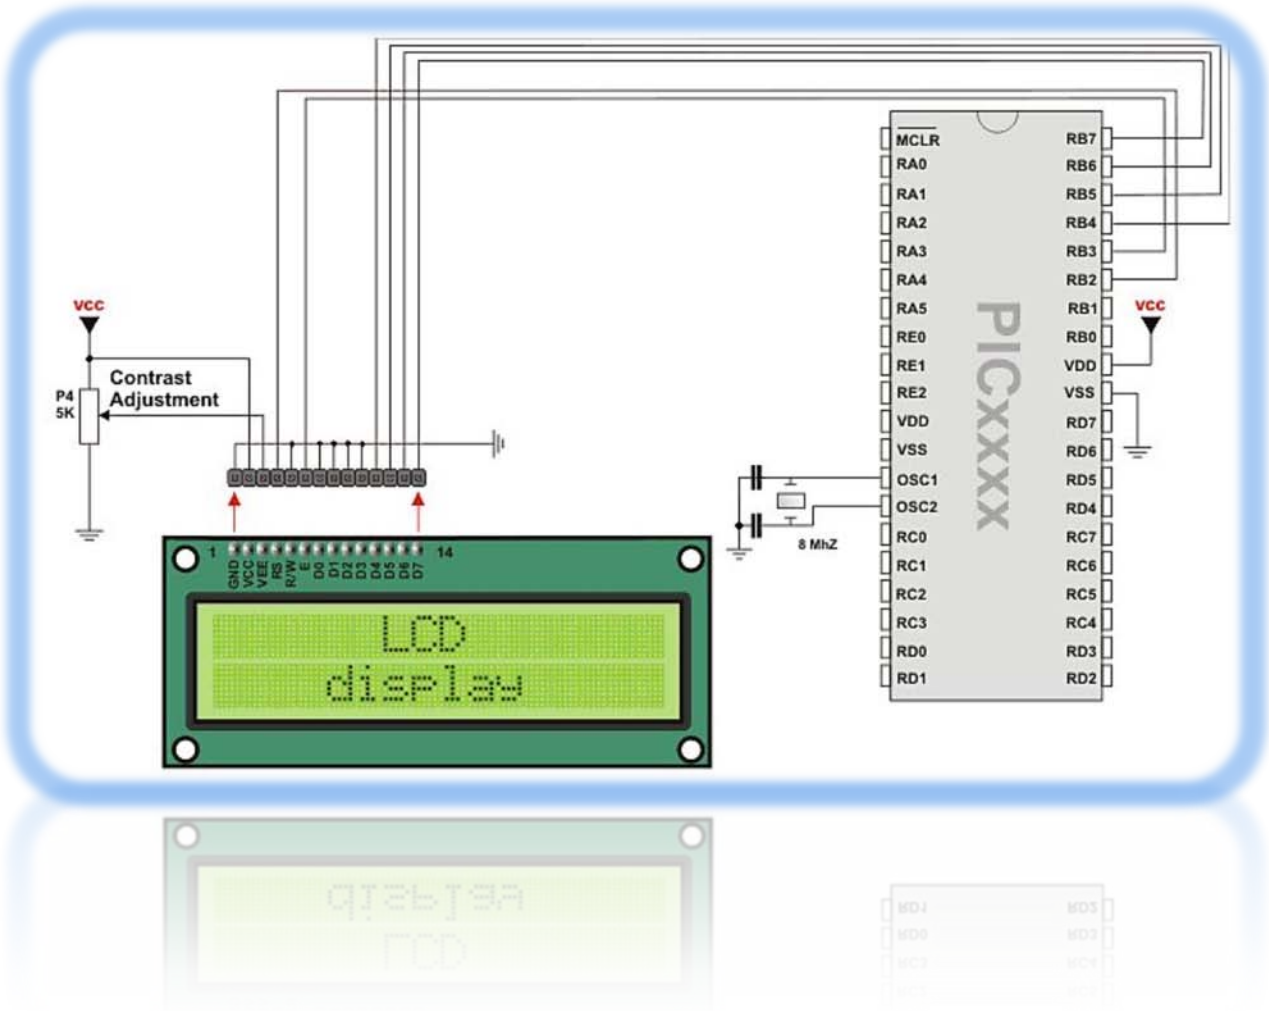 MCLR
RA0
RA1
RA2
RA3
RA4
RA5
RE0
RE1
RE2
VDD
VSS
OSC1
OSC2
RC0
RC1
RC2
RC3
RD0
RD1
PICxxxx
RB7
RB6
RB5
RB4
RB3
RB2
RB1
RB0
VDD
VSS
RD7
RD6
RD5
RD4
RC7
RC6
RC5
RC4
RD3
RD2
vcc
vcc
P4
5K
Contrast
Adjustment
8 MhZ
1
14
GND
VCC
VEE
RS
R/W
E
D0
D1
D2
D3
D4
D5
D6
D7
LCD
display